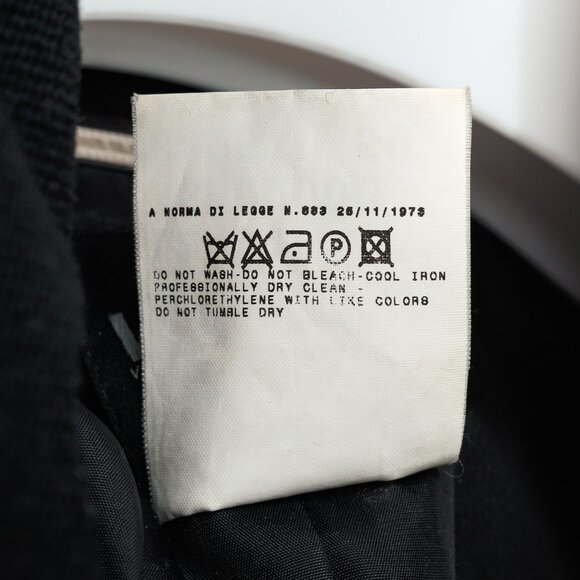 A NORMA DI LEGGE N.883 26/11/1973
P
DO NOT WASH-DO NOT BLEACH-COOL IRON
PROFESSIONALLY DRY CLEAN -
PERCHLORETHYLENE WITH LIKE COLORS
DO NOT TUMBLE DRY